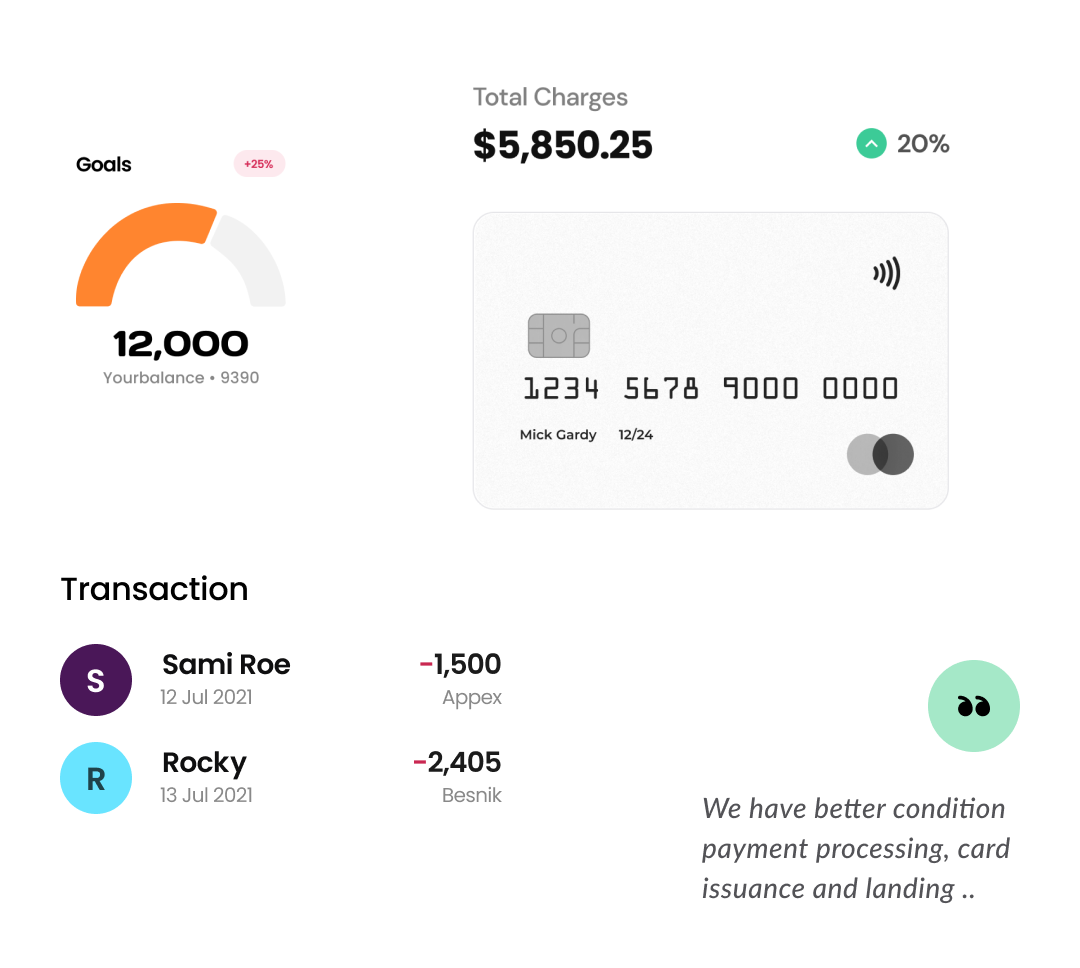 Total Charges
$5,850.25
20%
Goals
+25%
12,000
Yourbalance • 9390
1234 5678 9000 0000
Mick Gardy 12/24
Transaction
S
Sami Roe
-1,500
12 Jul 2021
Appex
R
Rocky
-2,405
13 Jul 2021
Besnik
❝
We have better condition
payment processing, card
issuance and landing ..